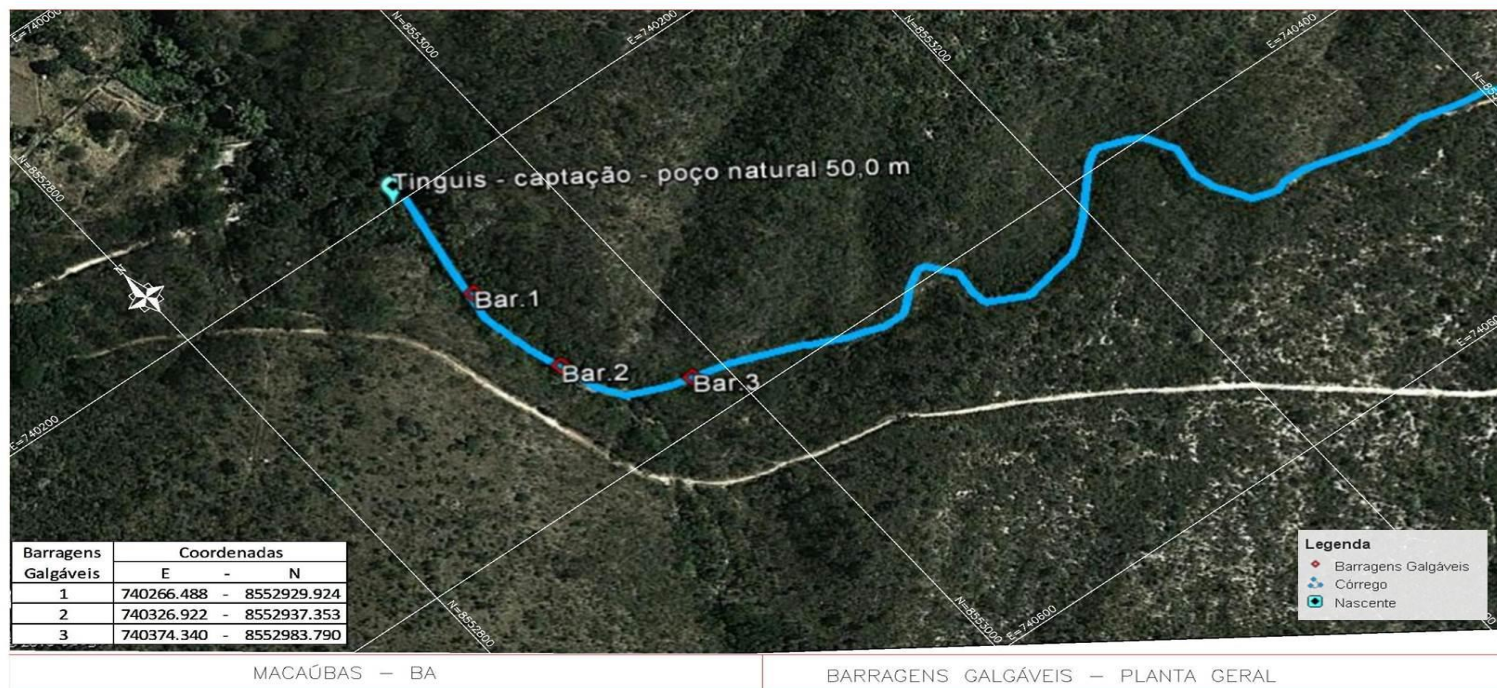 E=740000
N=8553000
E=740200
N=8553200
E=740400
N=855
N=8552800
Tinguis - captação - poço natural 50,0 m
N
Bar.1
Bar.2
Bar.3
E=740200
E=740600
Barragens Galgáveis
Coordenadas
E - N
1 740266.488 - 8552929.924
2 740326.922 - 8552937.353
3 740374.340 - 8552983.790
N=8552800
N=8553000
E=740600
Legenda
Barragens Galgáveis
Córrego
Nascente
MACAÚBAS – BA
BARRAGENS GALGÁVEIS – PLANTA GERAL